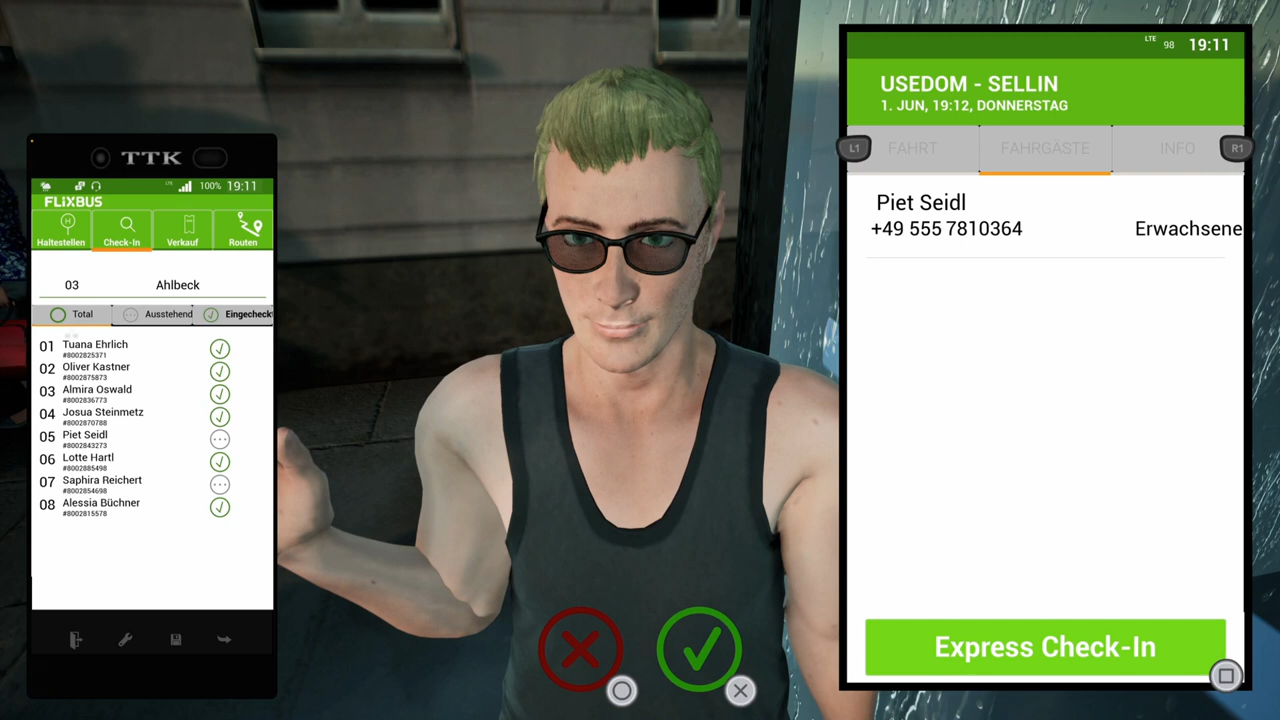 TTK
LTE 100% 19:11
FLiXBUS
Haltestellen Check-In Verkauf Routen
03 Ahlbeck
Total Ausstehend Eingecheckt
01 Tuana Ehrlich
#8002825371
02 Oliver Kastner
#8002875873
03 Almira Oswald
#8002836773
04 Josua Steinmetz
#8002870788
05 Piet Seidl
#8002843273
06 Lotte Hartl
#8002885498
07 Saphira Reichert
#8002854698
08 Alessia Büchner
#8002815578
LTE 98 19:11
USEDOM - SELLIN
1. JUN, 19:12, DONNERSTAG
L1 FAHRT FAHRGÄSTE INFO R1
Piet Seidl
+49 555 7810364 Erwachsene
Express Check-In